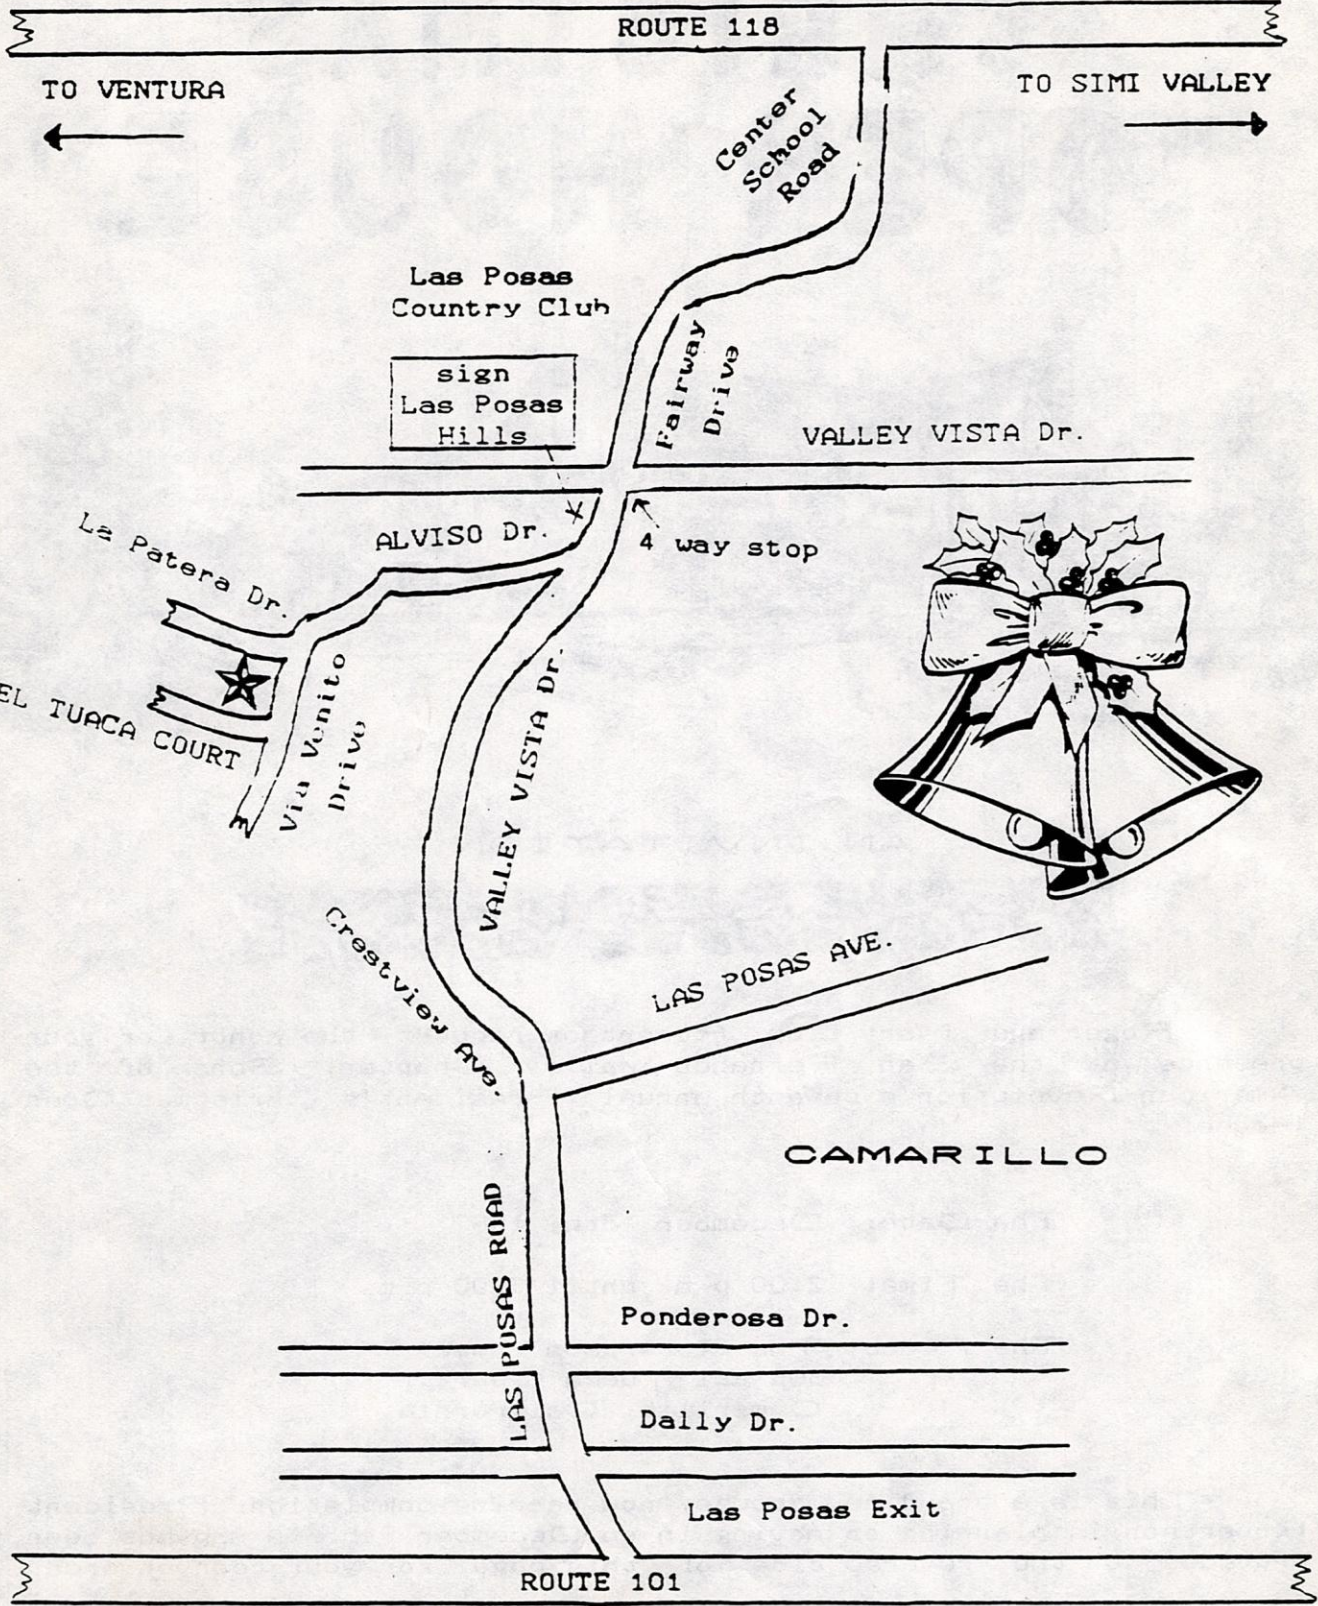 ROUTE 118
TO VENTURA
TO SIMI VALLEY
Center
School
Road
Las Posas
Country Club
sign
Las Posas
Hills
Fairway
Drive
VALLEY VISTA Dr.
ALVISO Dr.
4 way stop
La Patera Dr.
EL TUACA COURT
Via Venito
Drive
VALLEY VISTA Dr.
Crestview Ave.
LAS POSAS AVE.
CAMARILLO
LAS POSAS ROAD
Ponderosa Dr.
Dally Dr.
Las Posas Exit
ROUTE 101